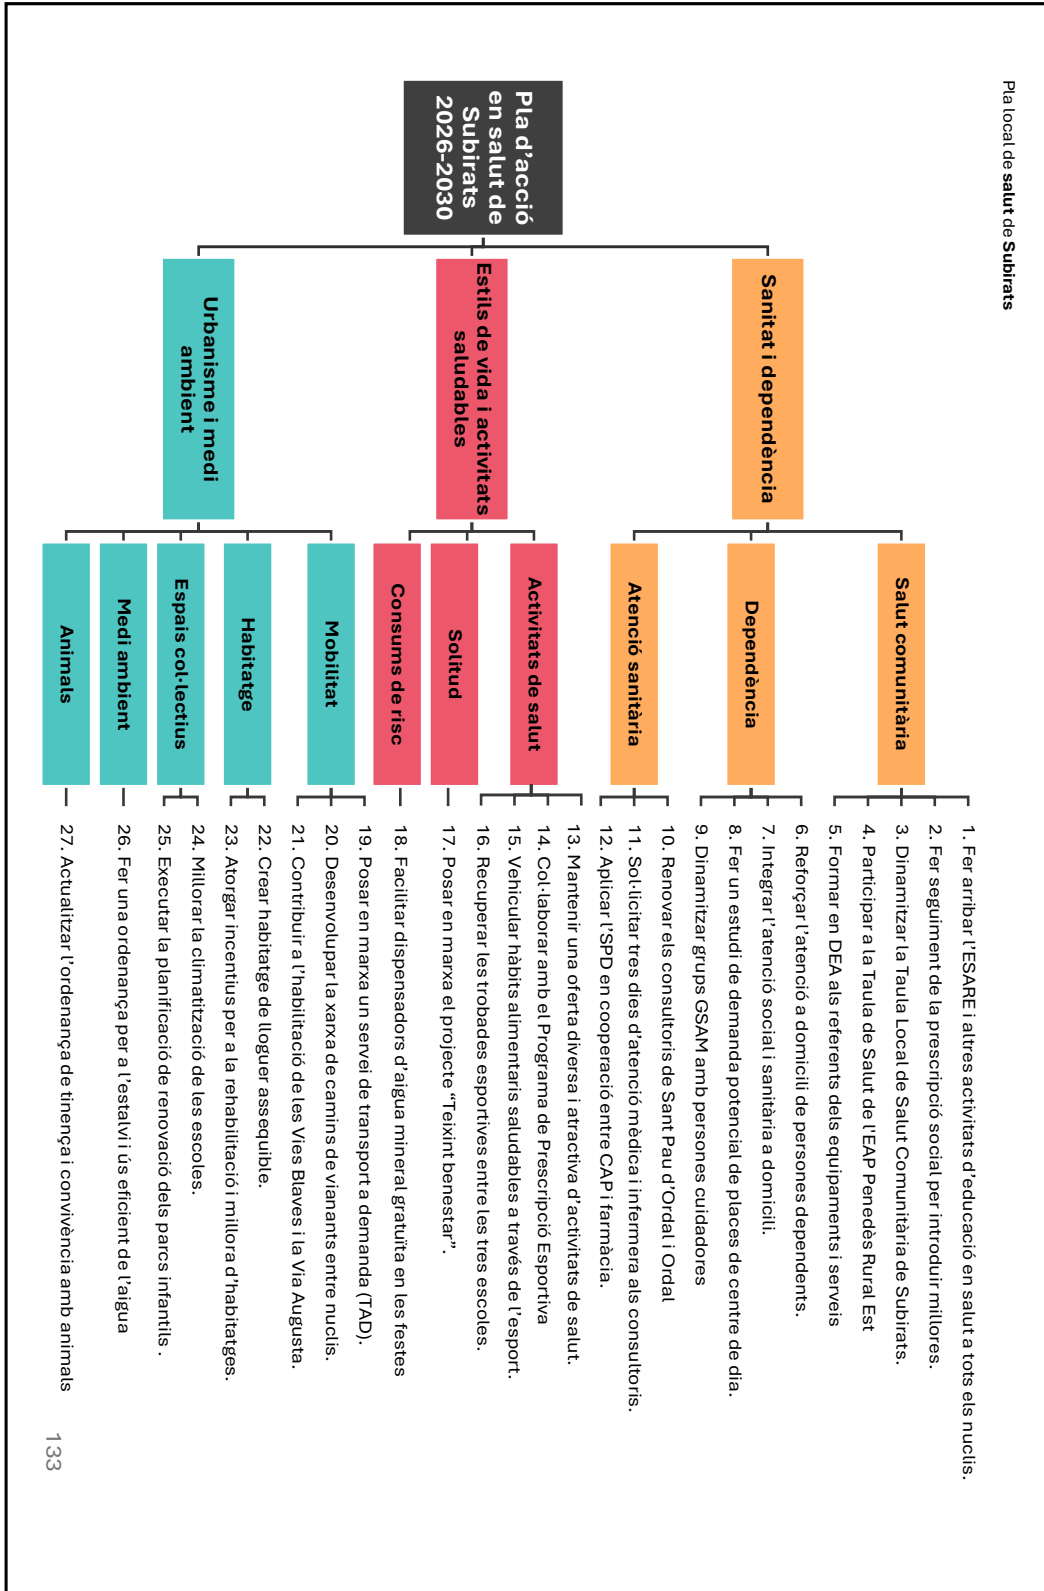 Pla local de salut de Subirats
Pla d'acció
en salut de
Subirats
2026-2030
Sanitat i dependència
Salut comunitària
1. Fer arribar l'ESARE i altres activitats d'educació en salut a tots els nuclis.
2. Fer seguiment de la prescripció social per introduir millores.
3. Dinamitzar la Taula Local de Salut Comunitària de Subirats.
4. Participar a la Taula de Salut de l'EAP Penedès Rural Est
5. Formar en DEA als referents dels equipaments i serveis
Dependència
6. Reforçar l'atenció a domicili de persones dependents.
7. Integrar l'atenció social i sanitària a domicili.
8. Fer un estudi de demanda potencial de places de centre de dia.
9. Dinamitzar grups GSAM amb persones cuidadores
Atenció sanitària
10. Renovar els consultoris de Sant Pau d'Ordal i Ordal
11. Sol·licitar tres dies d'atenció mèdica i infermera als consultoris.
12. Aplicar l'SPD en cooperació entre CAP i farmàcia.
Estils de vida i activitats
saludables
Activitats de salut
13. Mantenir una oferta diversa i atractiva d'activitats de salut.
14. Col·laborar amb el Programa de Prescripció Esportiva
15. Vehicular hàbits alimentaris saludables a través de l'esport.
16. Recuperar les trobades esportives entre les tres escoles.
Solitud
17. Posar en marxa el projecte “Teixint benestar”.
Consums de risc
18. Facilitar dispensadors d'aigua mineral gratuïta en les festes
Urbanisme i medi
ambient
Mobilitat
19. Posar en marxa un servei de transport a demanda (TAD).
20. Desenvolupar la xarxa de camins de vianants entre nuclis.
21. Contribuir a l'habilitació de les Vies Blaves i la Via Augusta.
Habitatge
22. Crear habitatge de lloguer assequible.
23. Atorgar incentius per a la rehabilitació i millora d'habitatges.
Espais col·lectius
24. Millorar la climatització de les escoles.
25. Executar la planificació de renovació dels parcs infantils .
Medi ambient
26. Fer una ordenança per a l'estalvi i ús eficient de l'aigua
Animals
27. Actualitzar l'ordenança de tinença i convivència amb animals
133